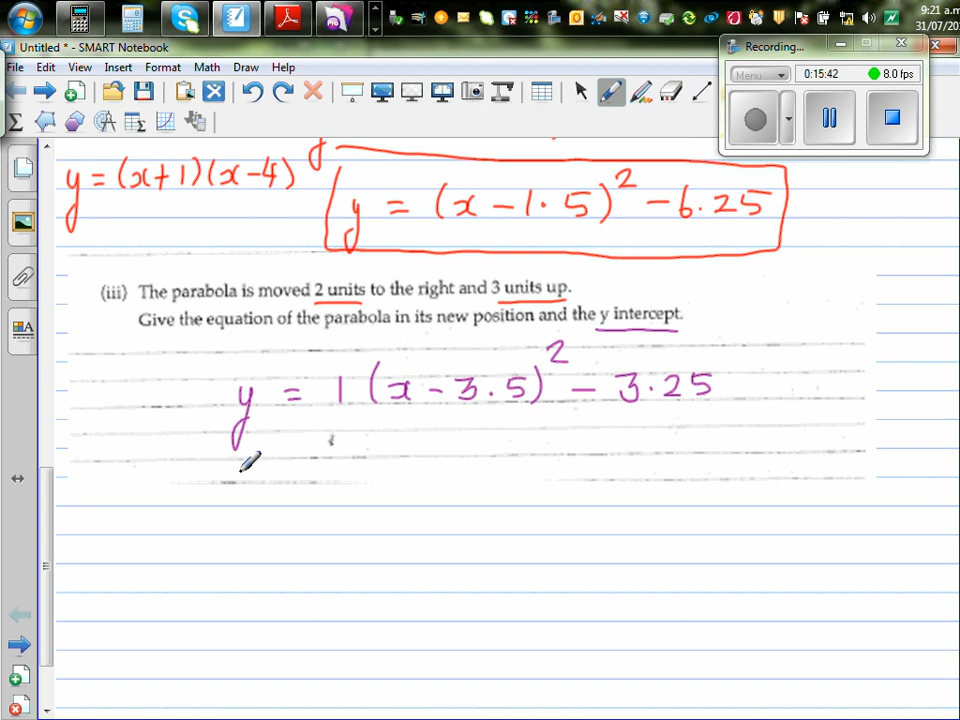 9:21 a.m
31/07/20
Untitled * - SMART Notebook
File Edit View Insert Format Math Draw Help
Recording...
Menu 0:15:42 8.0 fps
y = (x+1)(x-4) y
y = (x - 1.5)² - 6.25
(iii) The parabola is moved 2 units to the right and 3 units up.
Give the equation of the parabola in its new position and the y intercept.
y = 1 (x - 3.5)² - 3.25